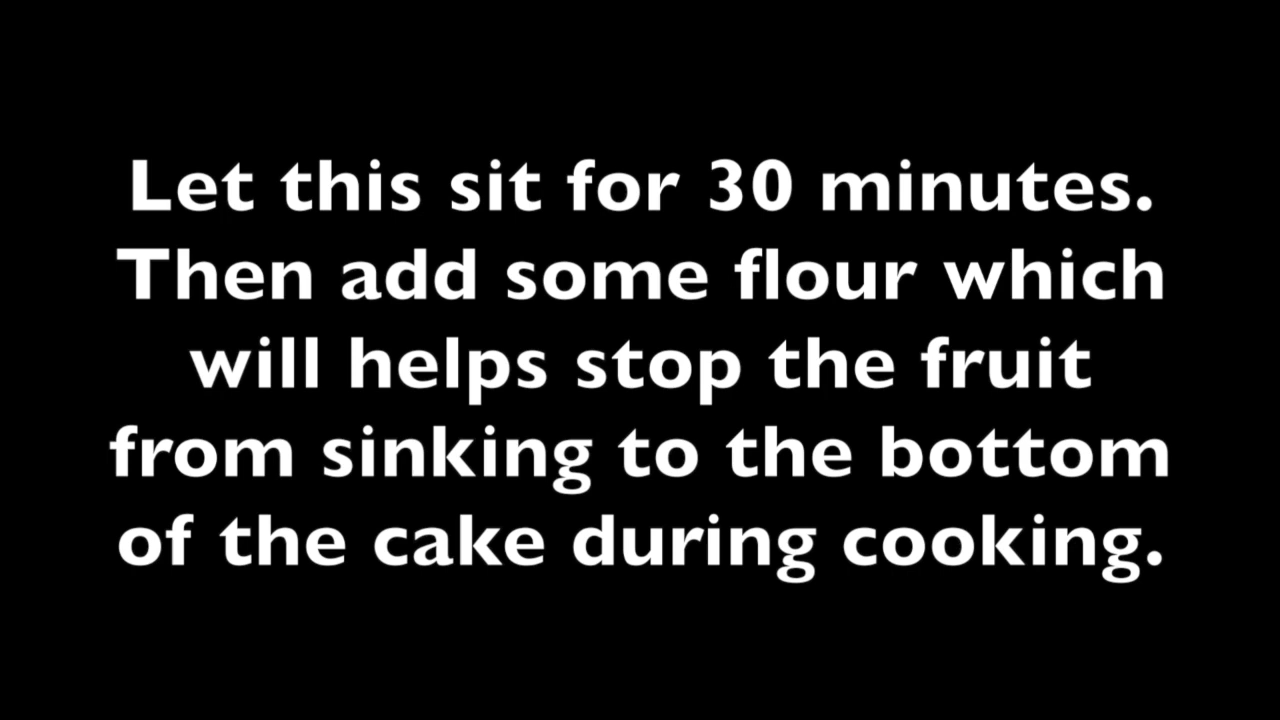 Let this sit for 30 minutes.
Then add some flour which
will helps stop the fruit
from sinking to the bottom
of the cake during cooking.